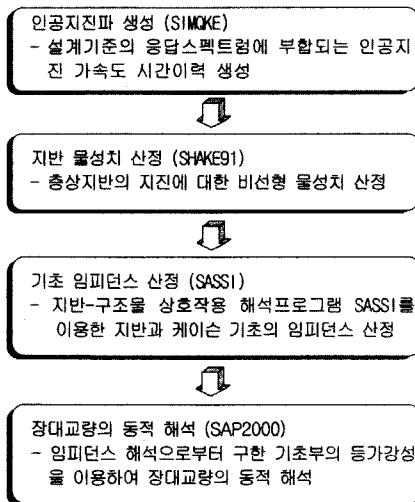 인공지진파 생성 (SIMQKE)
- 설계기준의 응답스펙트럼에 부합되는 인공지
진 가속도 시간이력 생성
지반 물성치 산정 (SHAKE91)
- 층상지반의 지진에 대한 비선형 물성치 산정
기초 임피던스 산정 (SASSI)
- 지반-구조물 상호작용 해석프로그램 SASSI를
이용한 지반과 케이슨 기초의 임피던스 산정
장대교량의 동적 해석 (SAP2000)
- 임피던스 해석으로부터 구한 기초부의 등가강성
을 이용하여 장대교량의 동적 해석